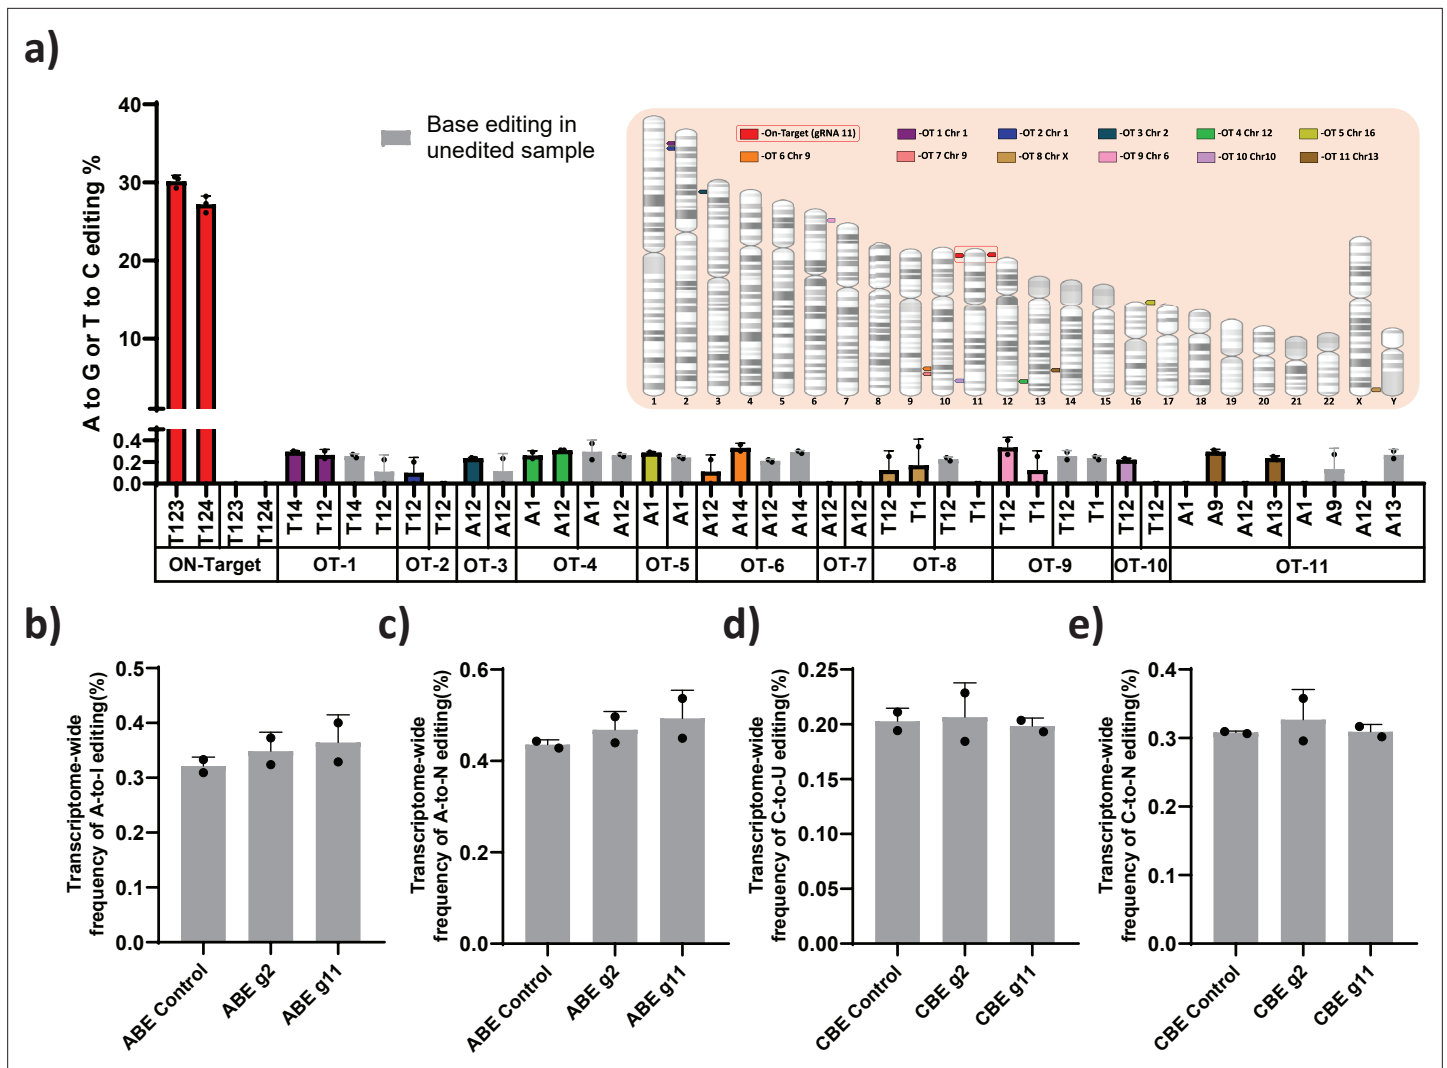 a)
A to G or T to C editing %
40
30
20
10
0.4
0.2
0.0
Base editing in
unedited sample
-On-Target (gRNA 11)
-OT 1 Chr 1
-OT 2 Chr 1
-OT 3 Chr 2
-OT 4 Chr 12
-OT 5 Chr 16
-OT 6 Chr 9
-OT 7 Chr 9
-OT 8 Chr X
-OT 9 Chr 6
-OT 10 Chr10
-OT 11 Chr13
1 2 3 4 5 6 7 8 9 10 11 12 13 14 15 16 17 18 19 20 21 22 X Y
T123 T124 T123 T124 T14 T12 T14 T12 T12 T12 A12 A12 A1 A12 A1 A12 A1 A1 A12 A14 A12 A14 A12 A12 T12 T1 T12 T1 T12 T1 T12 T1 T12 T12 A1 A9 A12 A13 A1 A9 A12 A13
ON-Target OT-1 OT-2 OT-3 OT-4 OT-5 OT-6 OT-7 OT-8 OT-9 OT-10 OT-11
b)
Transcriptome-wide
frequency of A-to-I editing(%)
0.5
0.4
0.3
0.2
0.1
0.0
ABE Control
ABE g2
ABE g11
c)
Transcriptome-wide
frequency of A-to-N editing(%)
0.6
0.4
0.2
0.0
ABE Control
ABE g2
ABE g11
d)
Transcriptome-wide
frequency of C-to-U editing(%)
0.25
0.20
0.15
0.10
0.05
0.00
CBE Control
CBE g2
CBE g11
e)
Transcriptome-wide
frequency of C-to-N editing(%)
0.4
0.3
0.2
0.1
0.0
CBE Control
CBE g2
CBE g11